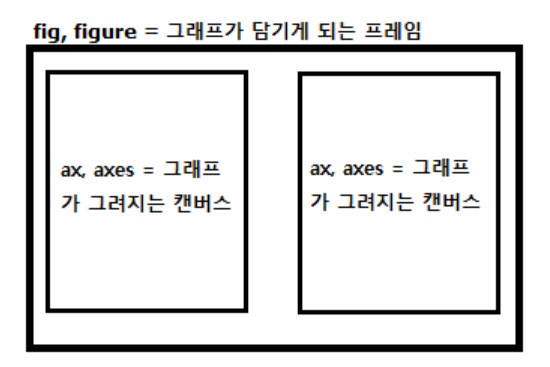 fig, figure = 그래프가 담기게 되는 프레임
ax, axes = 그래프
가 그려지는 캔버스
ax, axes = 그래프
가 그려지는 캔버스